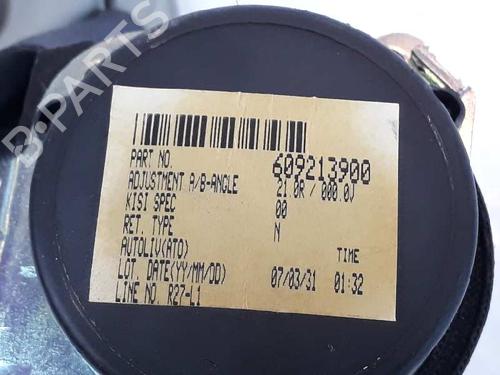 B-PARTS
PART NO. 609213900
ADJUSTMENT A/B-ANGLE 21.0R / 000.0J
KISI SPEC 00
RET. TYPE N
AUTOLIV(ATO) TIME
LOT. DATE(YY/MM/DD) 07/03/31 01:32
LINE NO. R27-L1